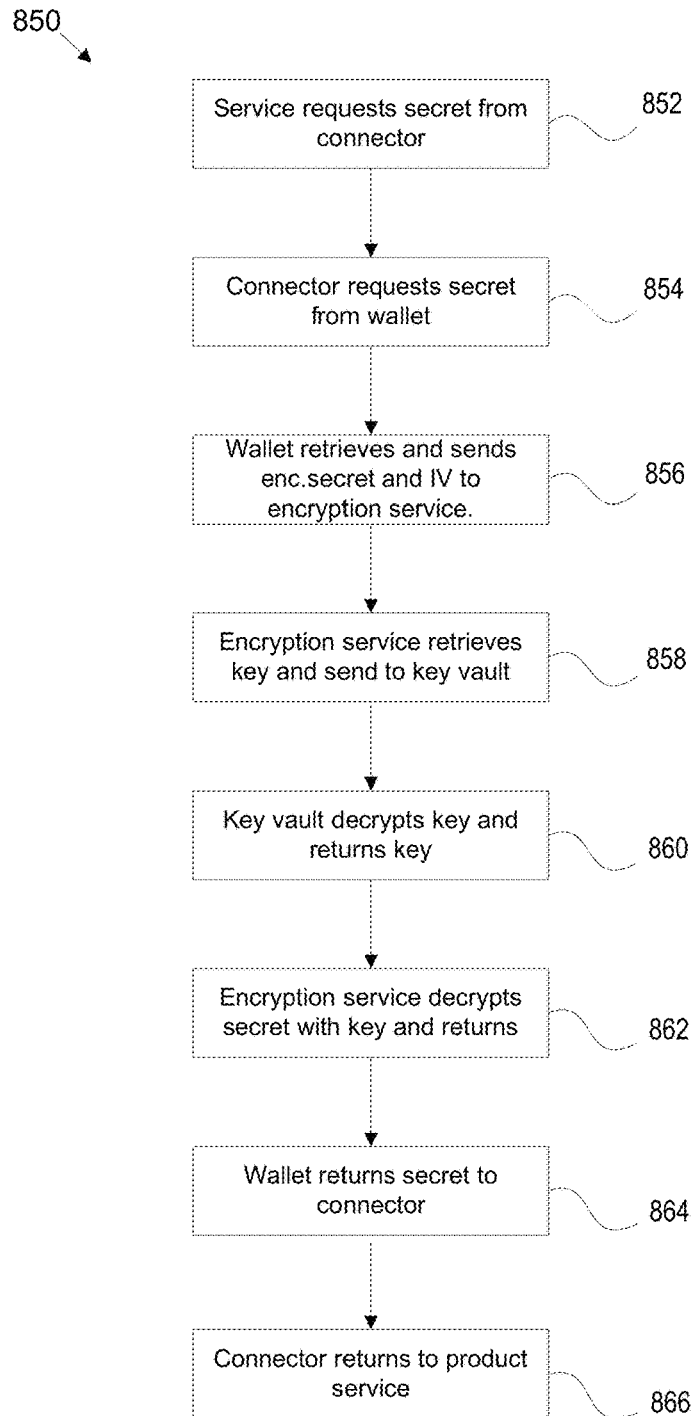 850
Service requests secret from
connector
852
Connector requests secret
from wallet
854
Wallet retrieves and sends
enc.secret and IV to
encryption service.
856
Encryption service retrieves
key and send to key vault
858
Key vault decrypts key and
returns key
860
Encryption service decrypts
secret with key and returns
862
Wallet returns secret to
connector
864
Connector returns to product
service
866